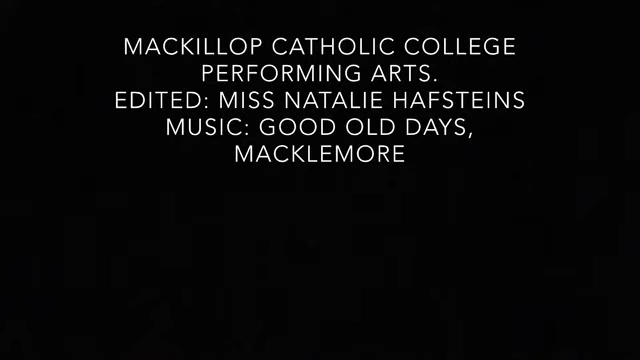 MACKILLOP CATHOLIC COLLEGE
PERFORMING ARTS.
EDITED: MISS NATALIE HAFSTEINS
MUSIC: GOOD OLD DAYS,
MACKLEMORE